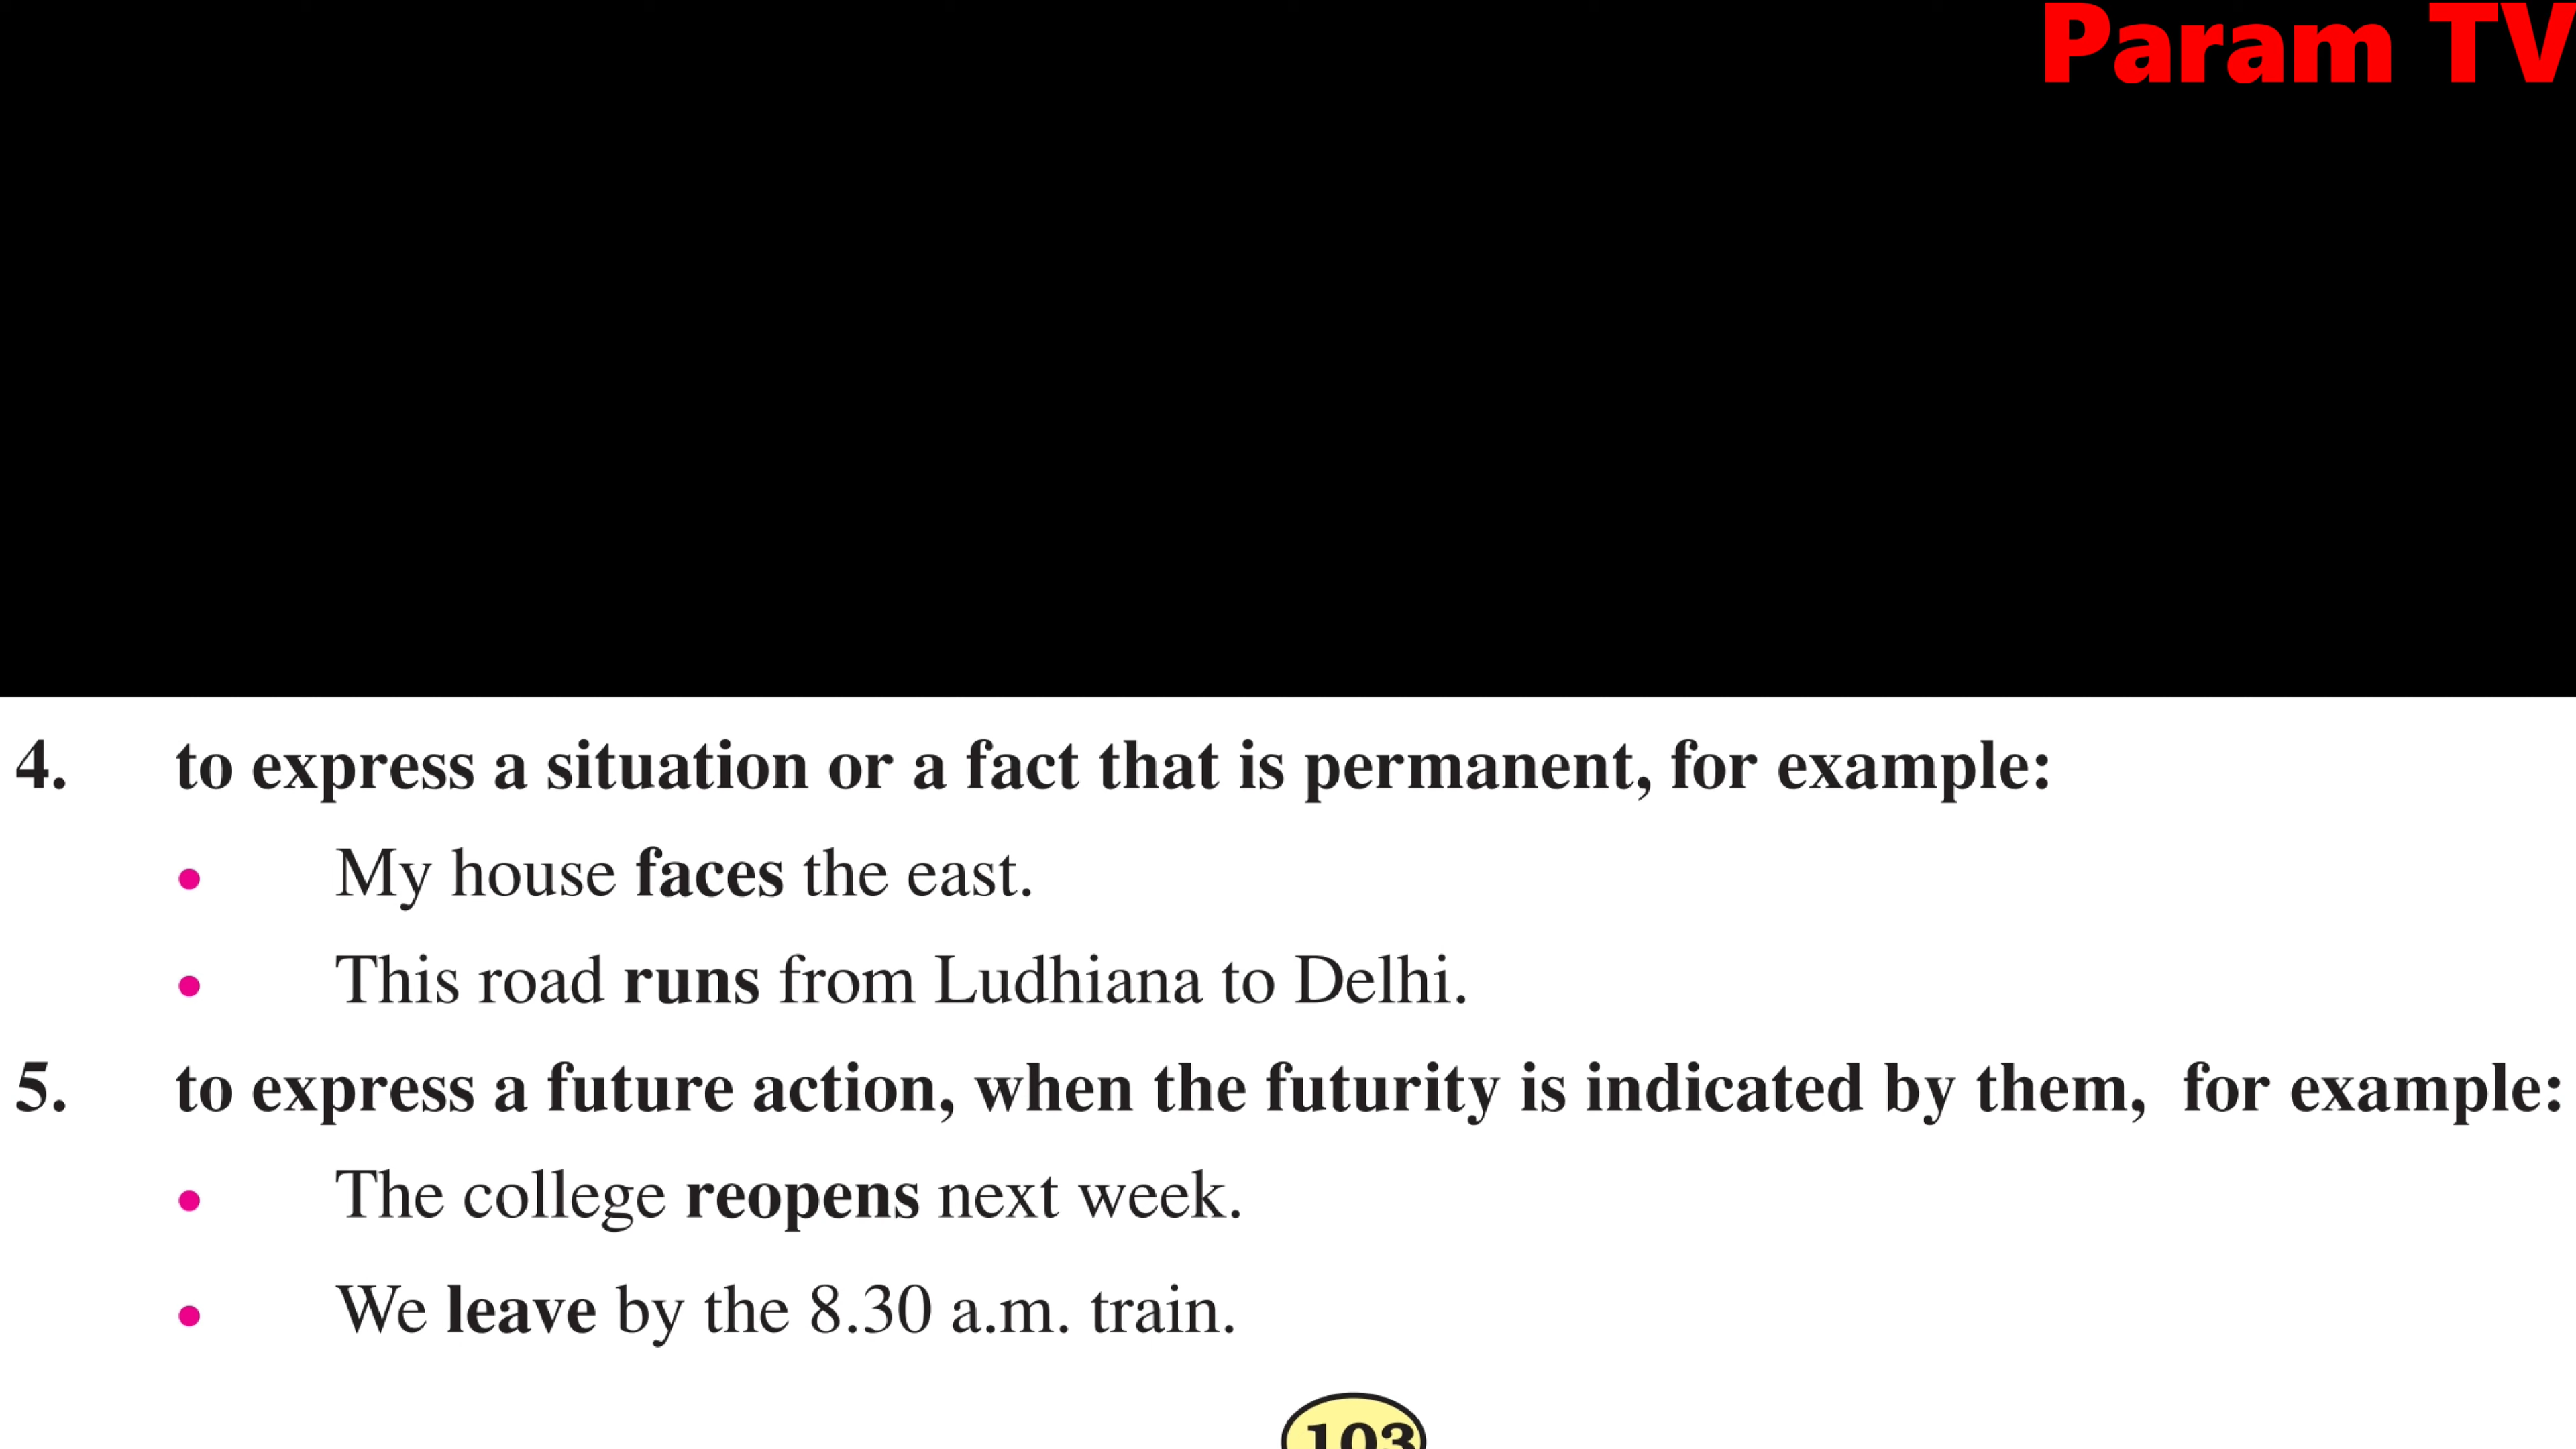 Param TV
4. to express a situation or a fact that is permanent, for example:
• My house faces the east.
• This road runs from Ludhiana to Delhi.
5. to express a future action, when the futurity is indicated by them, for example:
• The college reopens next week.
• We leave by the 8.30 a.m. train.
103